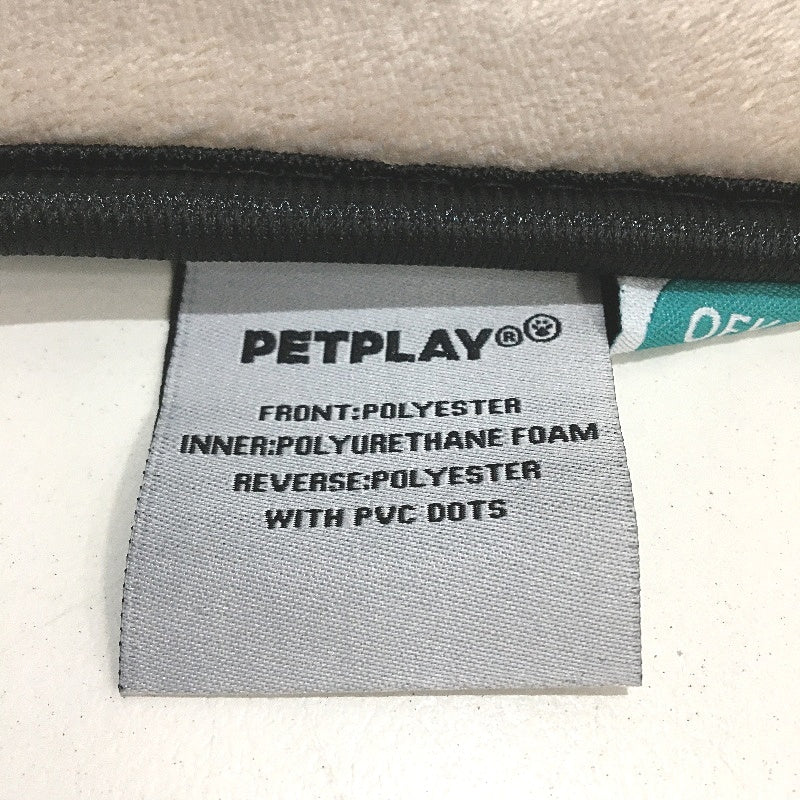 PETPLAY®
FRONT:POLYESTER
INNER:POLYURETHANE FOAM
REVERSE:POLYESTER
WITH PVC DOTS